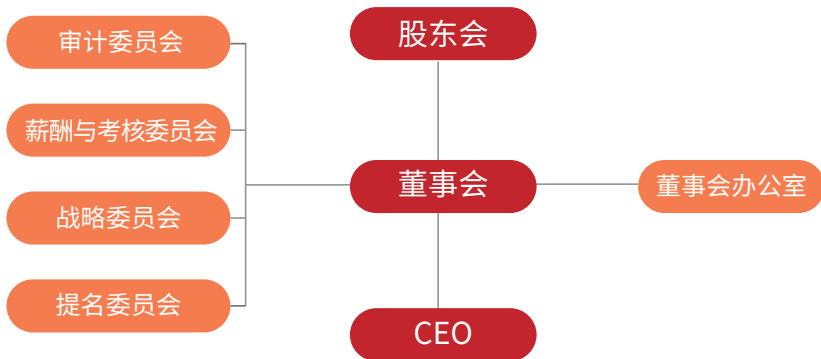 股东会
审计委员会
薪酬与考核委员会
董事会
董事会办公室
战略委员会
提名委员会
CEO